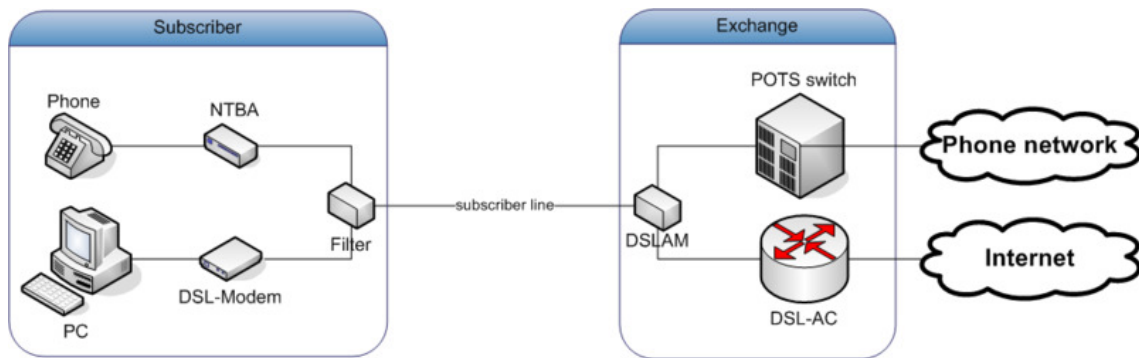 Subscriber
Phone
NTBA
Filter
DSL-Modem
PC
subscriber line
Exchange
POTS switch
DSLAM
DSL-AC
Phone network
Internet